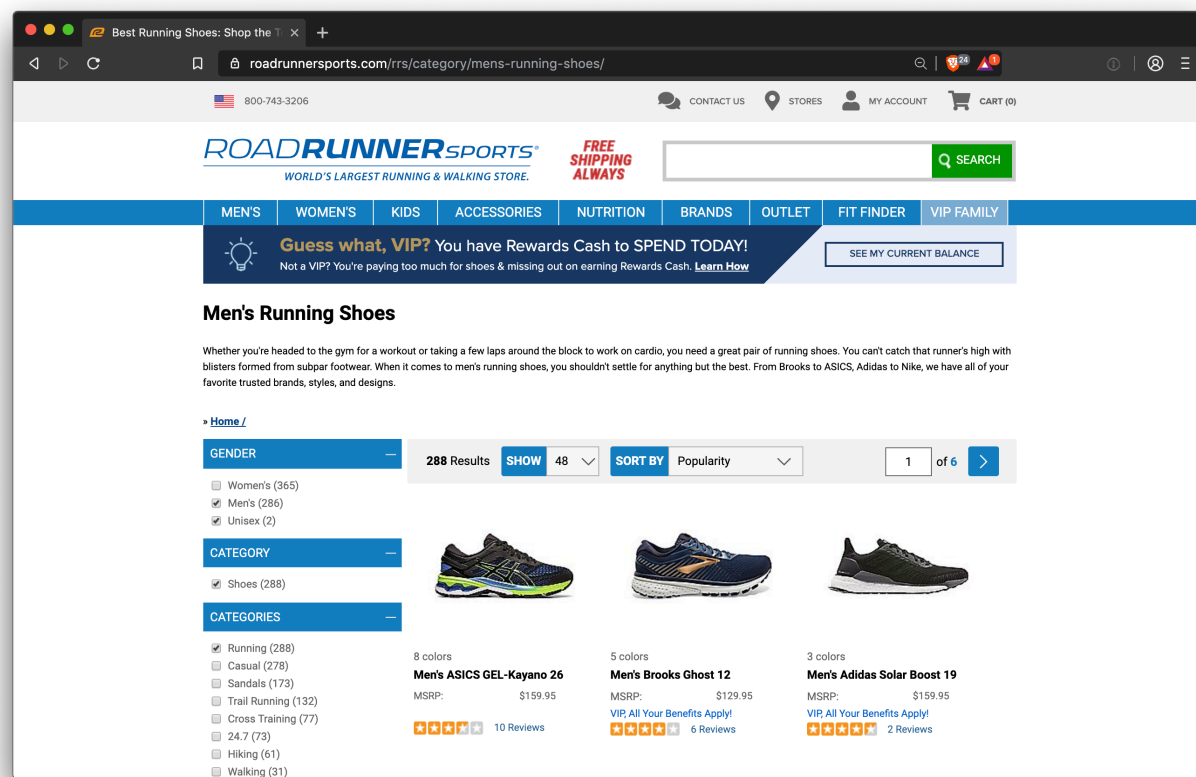 Best Running Shoes: Shop the T
roadrunnersports.com/rrs/category/mens-running-shoes/
24
1
800-743-3206
CONTACT US
STORES
MY ACCOUNT
CART (0)
ROADRUNNERSPORTS®
WORLD'S LARGEST RUNNING & WALKING STORE.
FREE
SHIPPING
ALWAYS
SEARCH
MEN'S
WOMEN'S
KIDS
ACCESSORIES
NUTRITION
BRANDS
OUTLET
FIT FINDER
VIP FAMILY
Guess what, VIP? You have Rewards Cash to SPEND TODAY!
Not a VIP? You're paying too much for shoes & missing out on earning Rewards Cash. Learn How
SEE MY CURRENT BALANCE
Men's Running Shoes
Whether you're headed to the gym for a workout or taking a few laps around the block to work on cardio, you need a great pair of running shoes. You can't catch that runner's high with
blisters formed from subpar footwear. When it comes to men's running shoes, you shouldn't settle for anything but the best. From Brooks to ASICS, Adidas to Nike, we have all of your
favorite trusted brands, styles, and designs.
» Home /
GENDER
Women's (365)
Men's (286)
Unisex (2)
CATEGORY
Shoes (288)
CATEGORIES
Running (288)
Casual (278)
Sandals (173)
Trail Running (132)
Cross Training (77)
24.7 (73)
Hiking (61)
Walking (31)
288 Results
SHOW 48
SORT BY Popularity
1 of 6
8 colors
Men's ASICS GEL-Kayano 26
MSRP: $159.95
10 Reviews
5 colors
Men's Brooks Ghost 12
MSRP: $129.95
VIP, All Your Benefits Apply!
6 Reviews
3 colors
Men's Adidas Solar Boost 19
MSRP: $159.95
VIP, All Your Benefits Apply!
2 Reviews